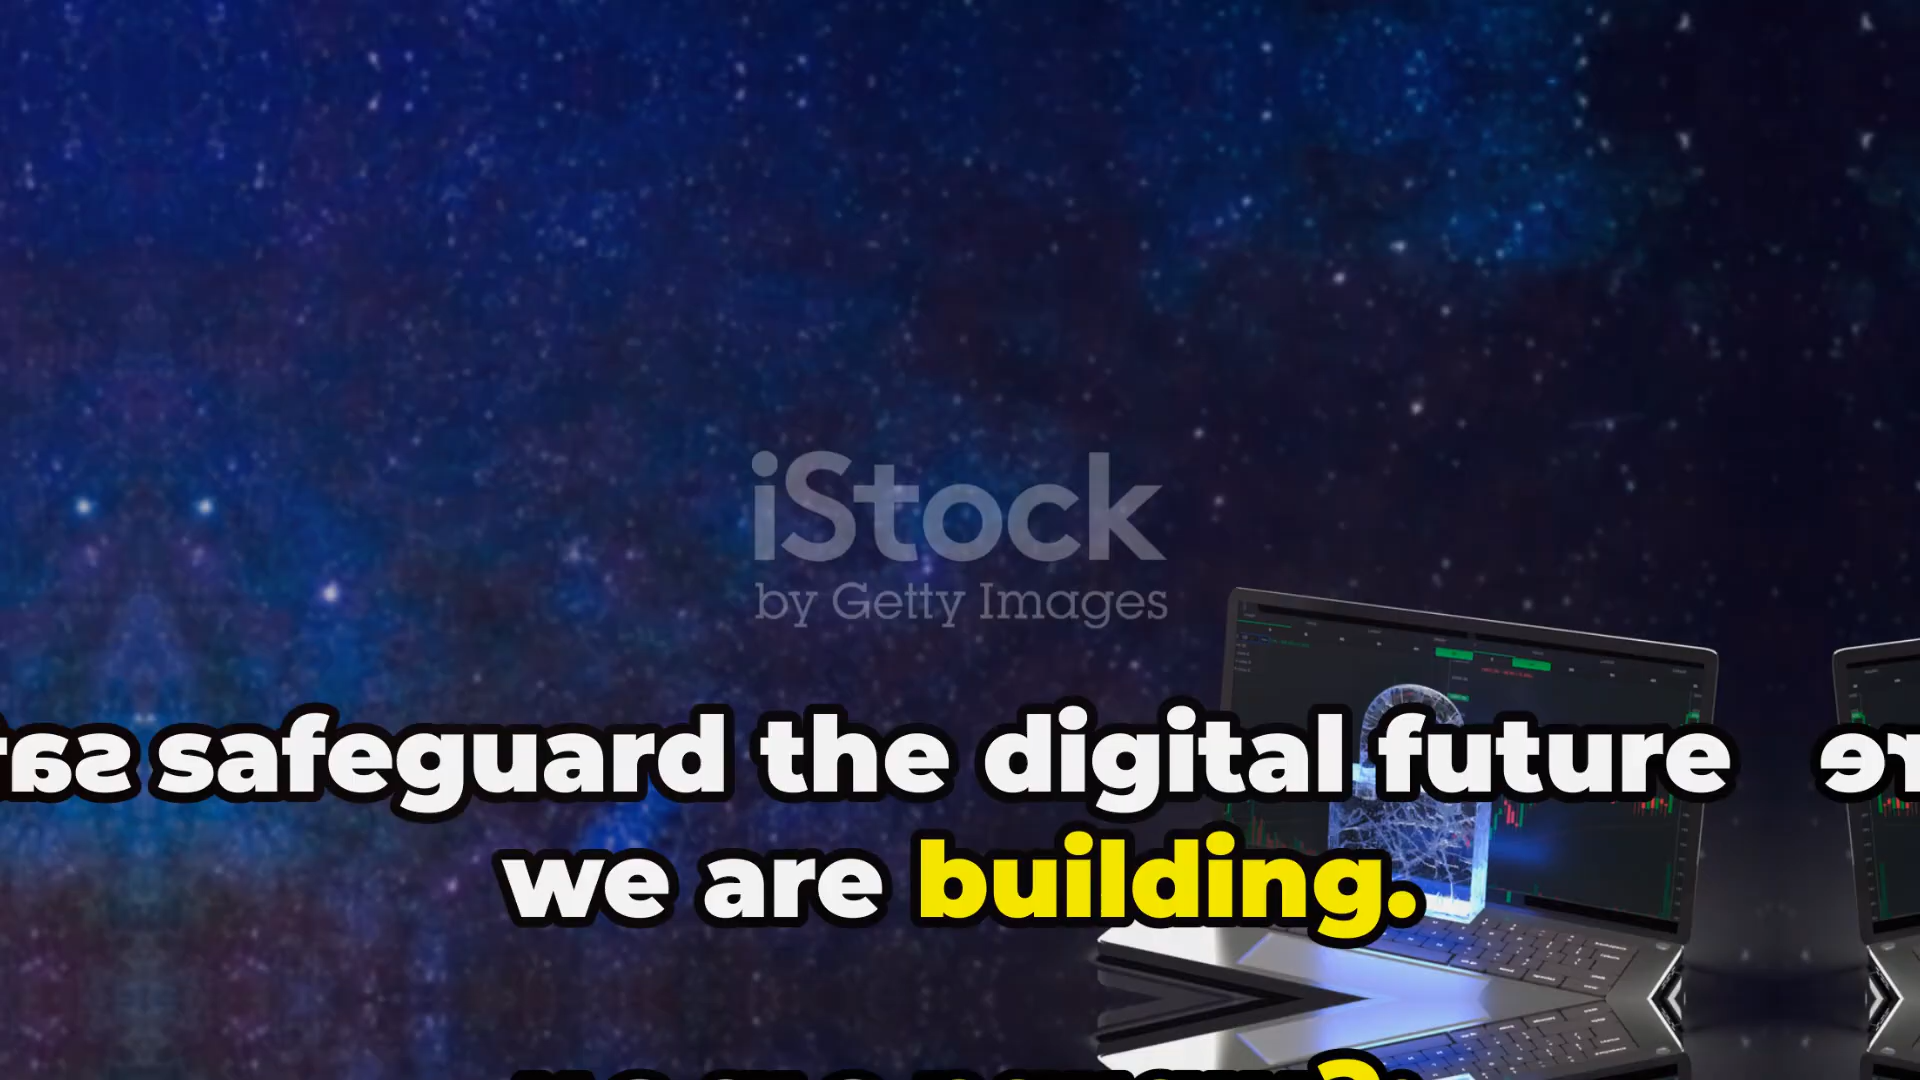 iStock
by Getty Images
safeguard the digital future
we are building.